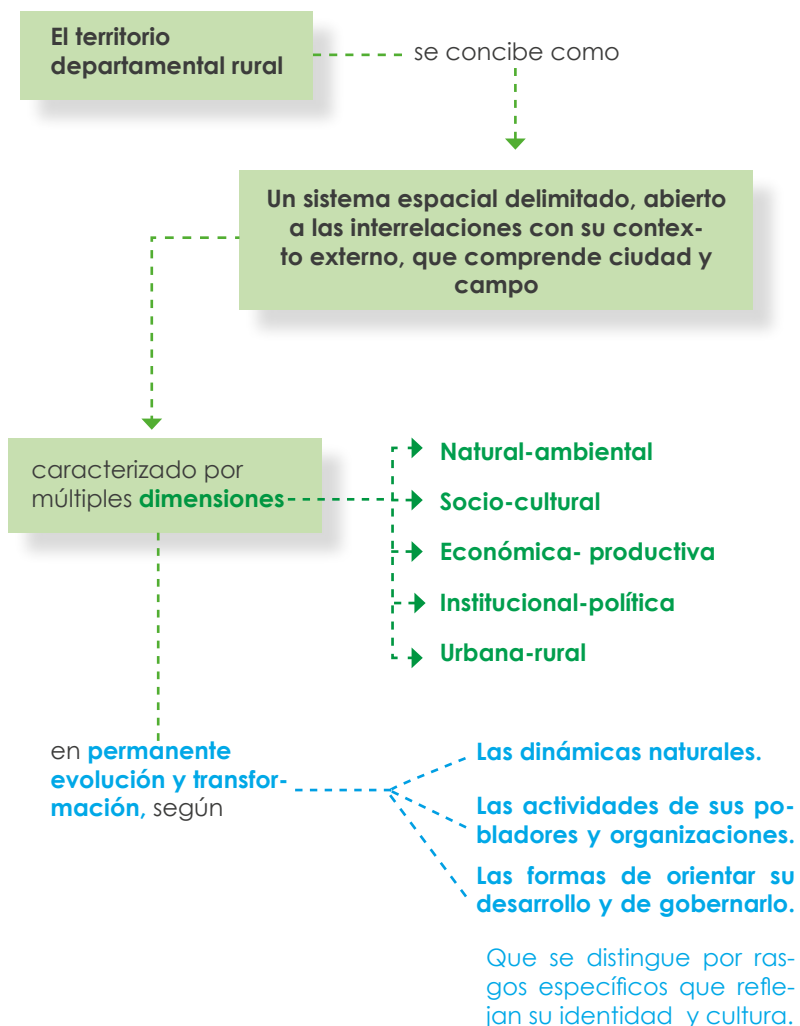 El territorio
departamental rural
se concibe como
Un sistema espacial delimitado, abierto
a las interrelaciones con su contex-
to externo, que comprende ciudad y
campo
caracterizado por
múltiples dimensiones
Natural-ambiental
Socio-cultural
Económica- productiva
Institucional-política
Urbana-rural
en permanente
evolución y transfor-
mación, según
Las dinámicas naturales.
Las actividades de sus po-
bladores y organizaciones.
Las formas de orientar su
desarrollo y de gobernarlo.
Que se distingue por ras-
gos específicos que refle-
jan su identidad y cultura.